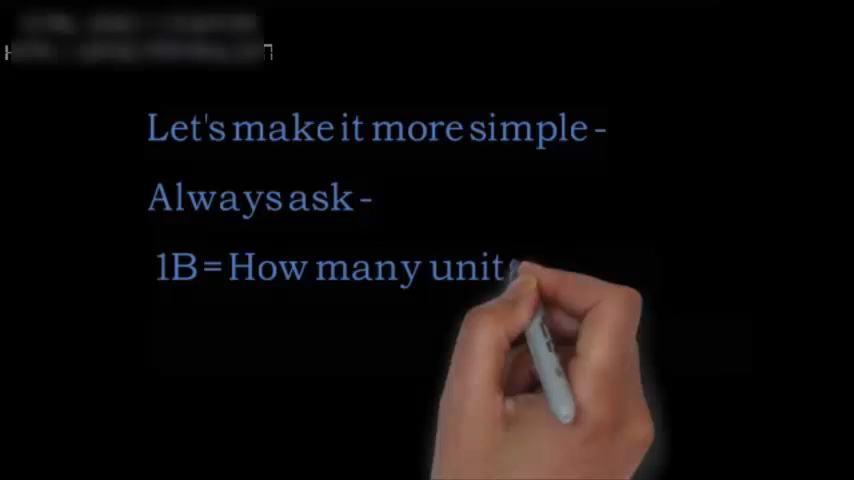 Let's make it more simple -
Always ask -
1B = How many unit